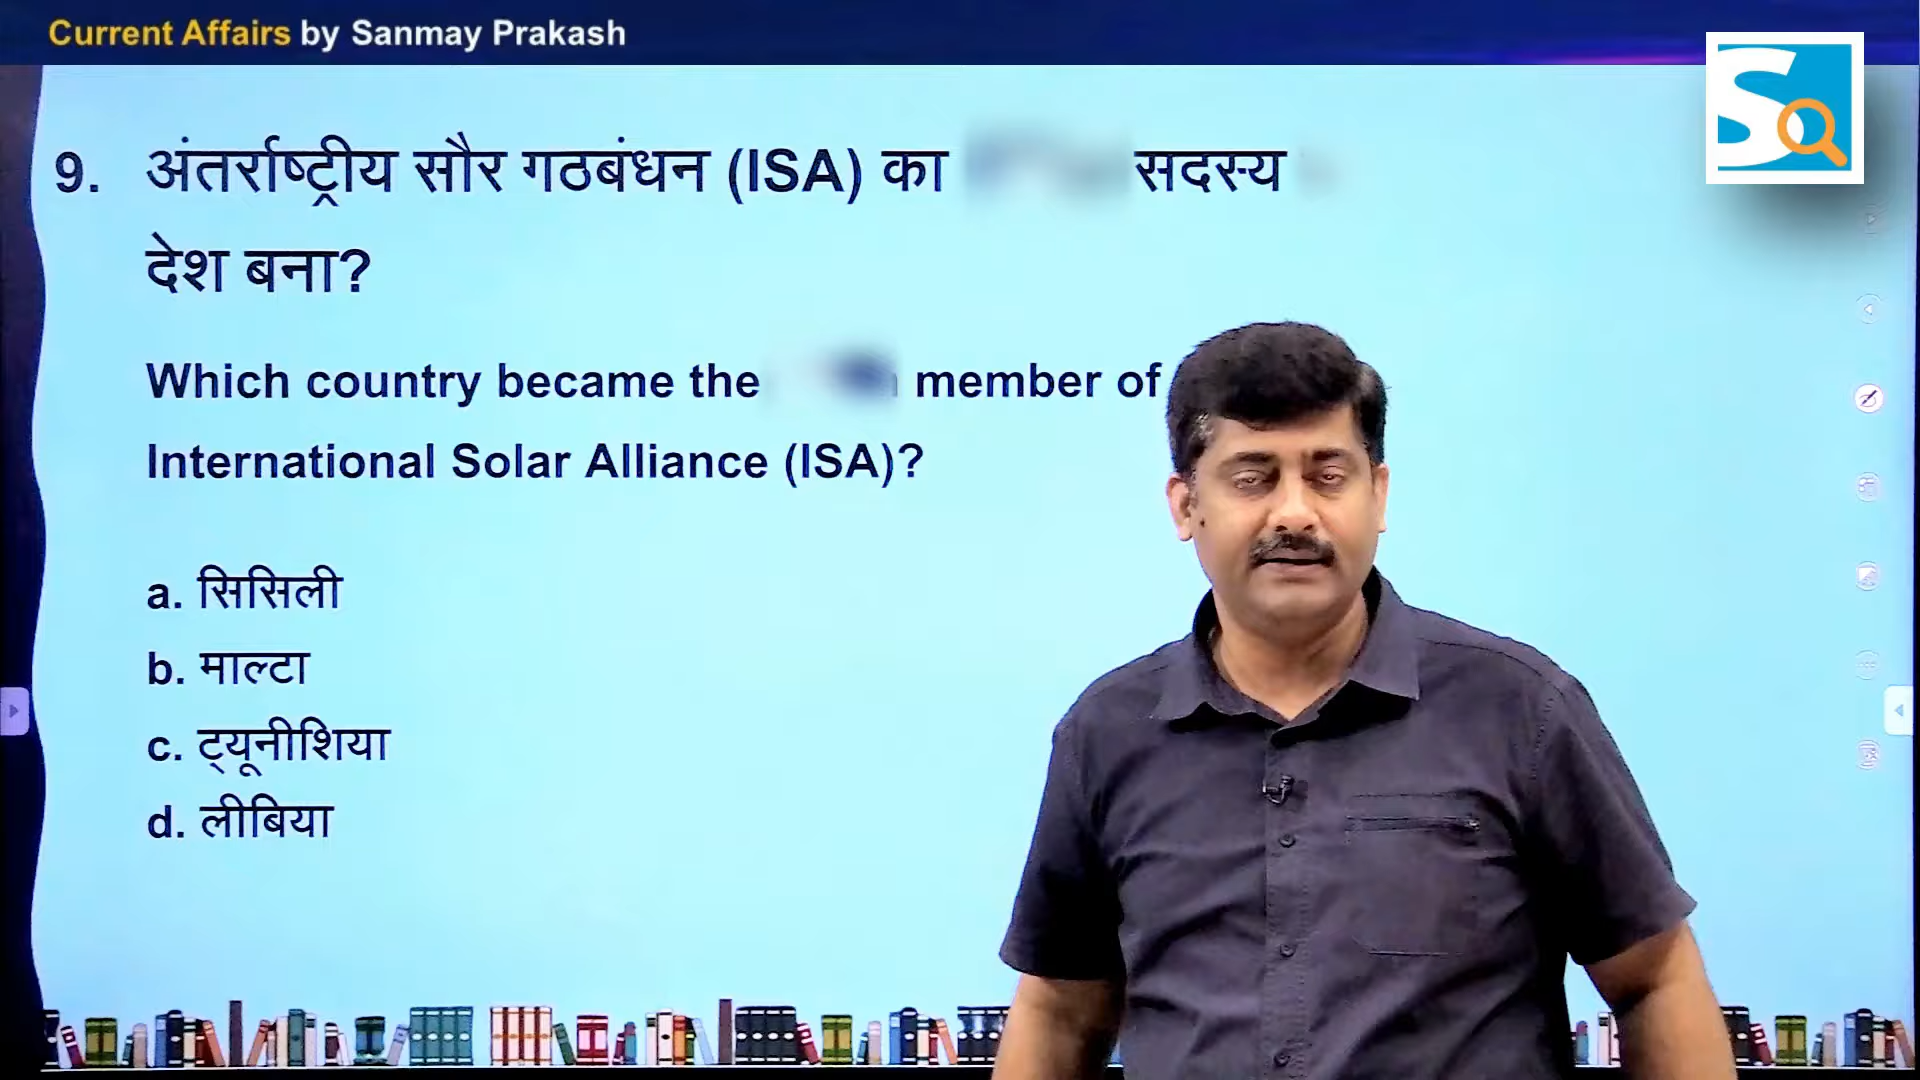 Current Affairs by Sanmay Prakash
SQ
9. अंतर्राष्ट्रीय सौर गठबंधन (ISA) का सदस्य
देश बना?
Which country became the member of
International Solar Alliance (ISA)?
a. सिसिली
b. माल्टा
c. ट्यूनीशिया
d. लीबिया